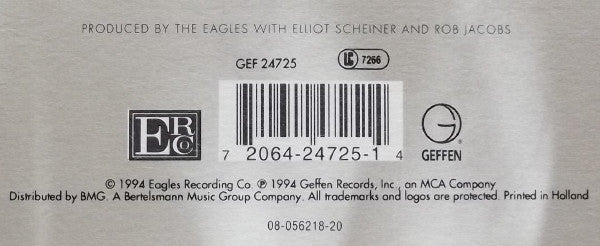 PRODUCED BY THE EAGLES WITH ELLIOT SCHEINER AND ROB JACOBS
GEF 24725
LC 7266
ERCo
7 2064-24725-1 4
GEFFEN
© 1994 Eagles Recording Co. ℗ 1994 Geffen Records, Inc., an MCA Company
Distributed by BMG. A Bertelsmann Music Group Company. All trademarks and logos are protected. Printed in Holland
08-056218-20